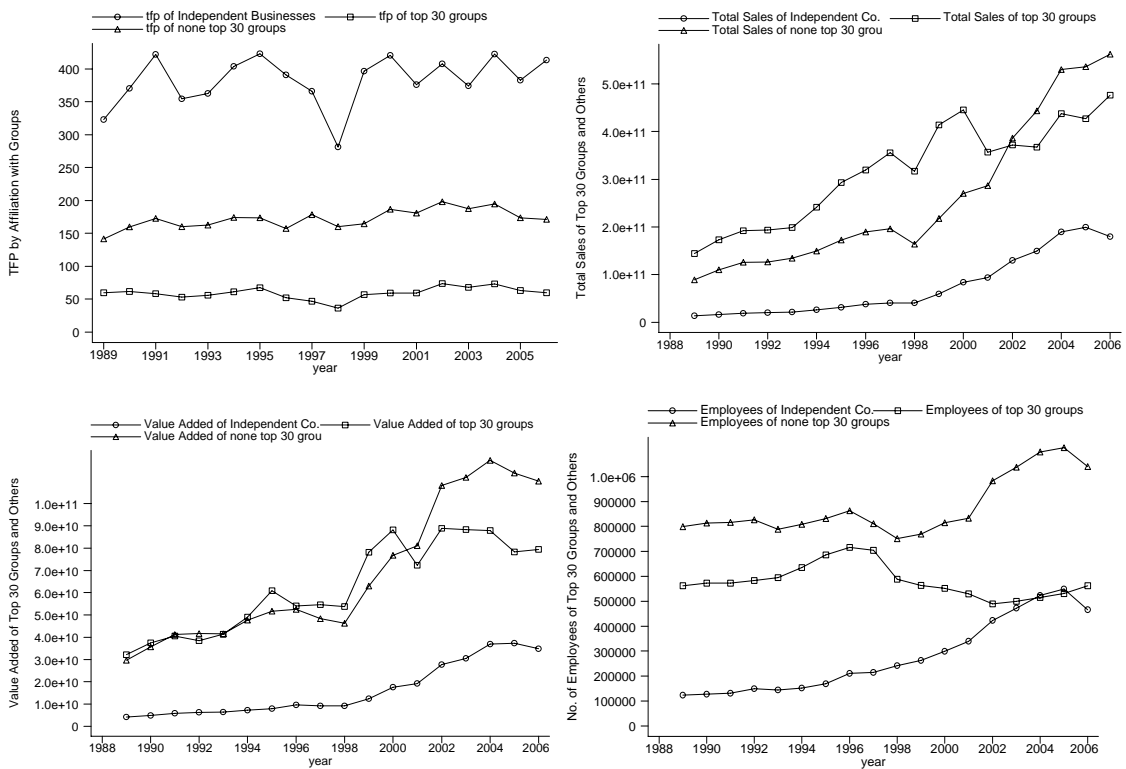 tfp of Independent Businesses tfp of top 30 groups
tfp of none top 30 groups
TFP by Affiliation with Groups
400
350
300
250
200
150
100
50
0
1989 1991 1993 1995 1997 1999 2001 2003 2005
year
Total Sales of Independent Co. Total Sales of top 30 groups
Total Sales of none top 30 grou
Total Sales of Top 30 Groups and Others
5.0e+11
4.0e+11
3.0e+11
2.0e+11
1.0e+11
0
1988 1990 1992 1994 1996 1998 2000 2002 2004 2006
year
Value Added of Independent Co. Value Added of top 30 groups
Value Added of none top 30 grou
Value Added of Top 30 Groups and Others
1.0e+11
9.0e+10
8.0e+10
7.0e+10
6.0e+10
5.0e+10
4.0e+10
3.0e+10
2.0e+10
1.0e+10
0
1988 1990 1992 1994 1996 1998 2000 2002 2004 2006
year
Employees of Independent Co. Employees of top 30 groups
Employees of none top 30 groups
No. of Employees of Top 30 Groups and Others
1.0e+06
900000
800000
700000
600000
500000
400000
300000
200000
100000
0
1988 1990 1992 1994 1996 1998 2000 2002 2004 2006
year